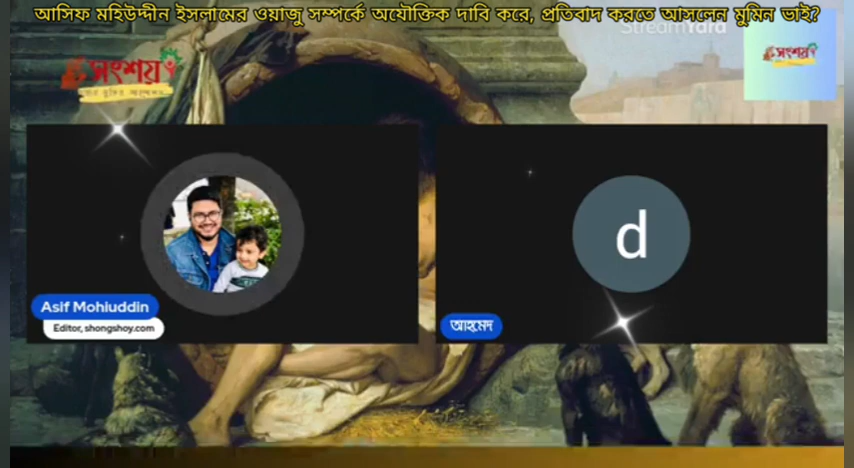 আসিফ মহিউদ্দীন ইসলামের ওয়াজু সম্পর্কে অযৌক্তিক দাবি করে, প্রতিবাদ করতে আসলেন মুমিন ভাই?
StreamYard
সংশয়
সংশয়
d
Asif Mohiuddin
Editor, shongshoy.com
আহমেদ